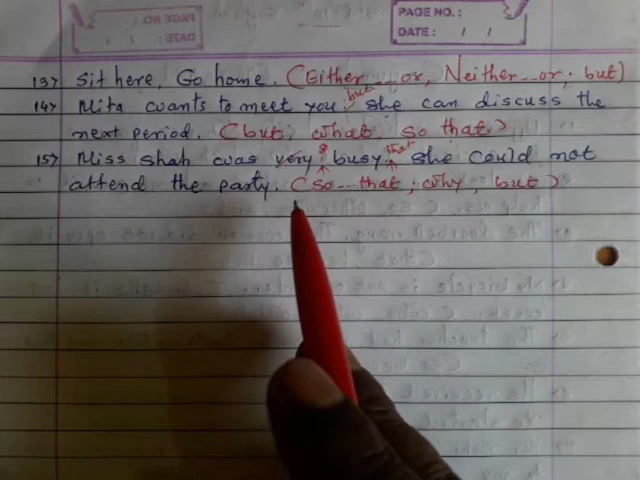 PAGE NO. :
DATE : / /
13) Sit here. Go home. (Either...or, Neither...or, but)
but
14) Mita wants to meet you. she can discuss the
next period. (but, what, so that)
that
15) Miss Shah was very busy. she could not
attend the party. (so...that, why, but)